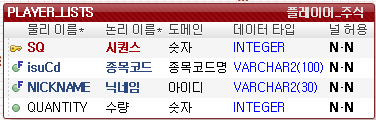 PLAYER_LISTS 플레이어_주식
물리 이름* 논리 이름* 도메인 데이터 타입 널 허용
SQ 시퀀스 숫자 INTEGER N-N
F isuCd 종목코드 종목코드명 VARCHAR2(100) N-N
F NICKNAME 닉네임 아이디 VARCHAR2(30) N-N
QUANTITY 수량 숫자 INTEGER N-N